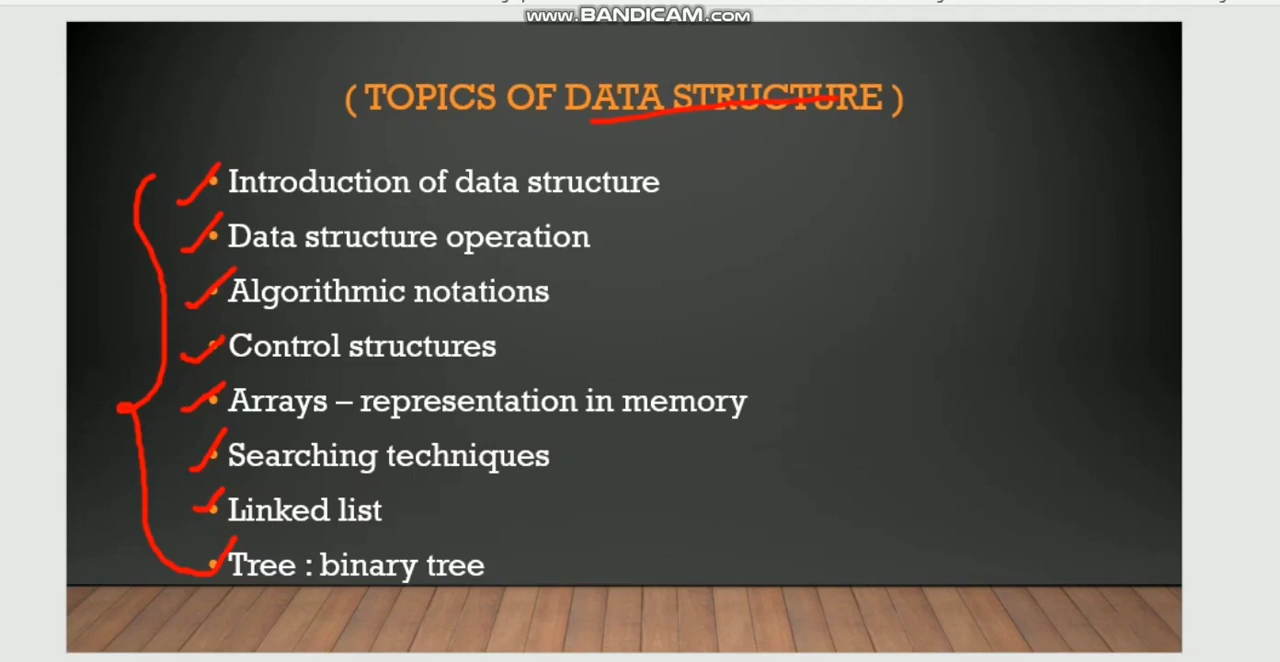 www.BANDICAM.com
( TOPICS OF DATA STRUCTURE )
• Introduction of data structure
• Data structure operation
• Algorithmic notations
• Control structures
• Arrays – representation in memory
• Searching techniques
• Linked list
• Tree : binary tree